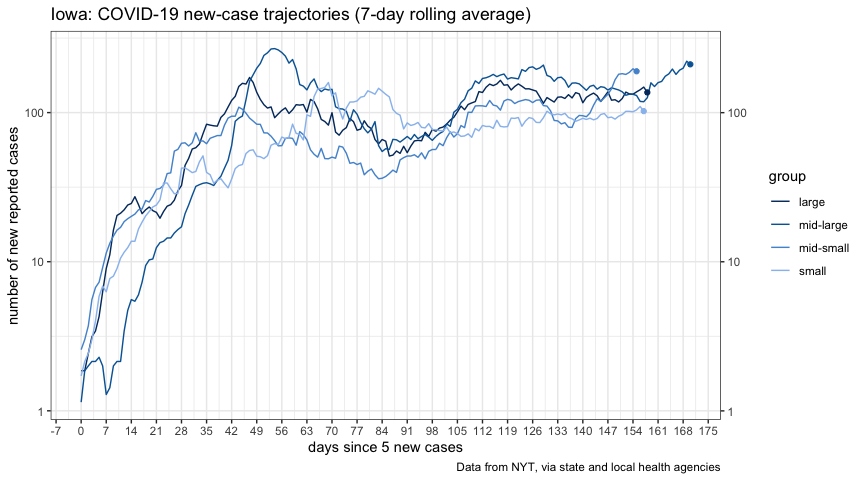 Iowa: COVID-19 new-case trajectories (7-day rolling average)
number of new reported cases
100
10
1
100
10
1
-7 0 7 14 21 28 35 42 49 56 63 70 77 84 91 98 105 112 119 126 133 140 147 154 161 168 175
days since 5 new cases
group
large
mid-large
mid-small
small
Data from NYT, via state and local health agencies